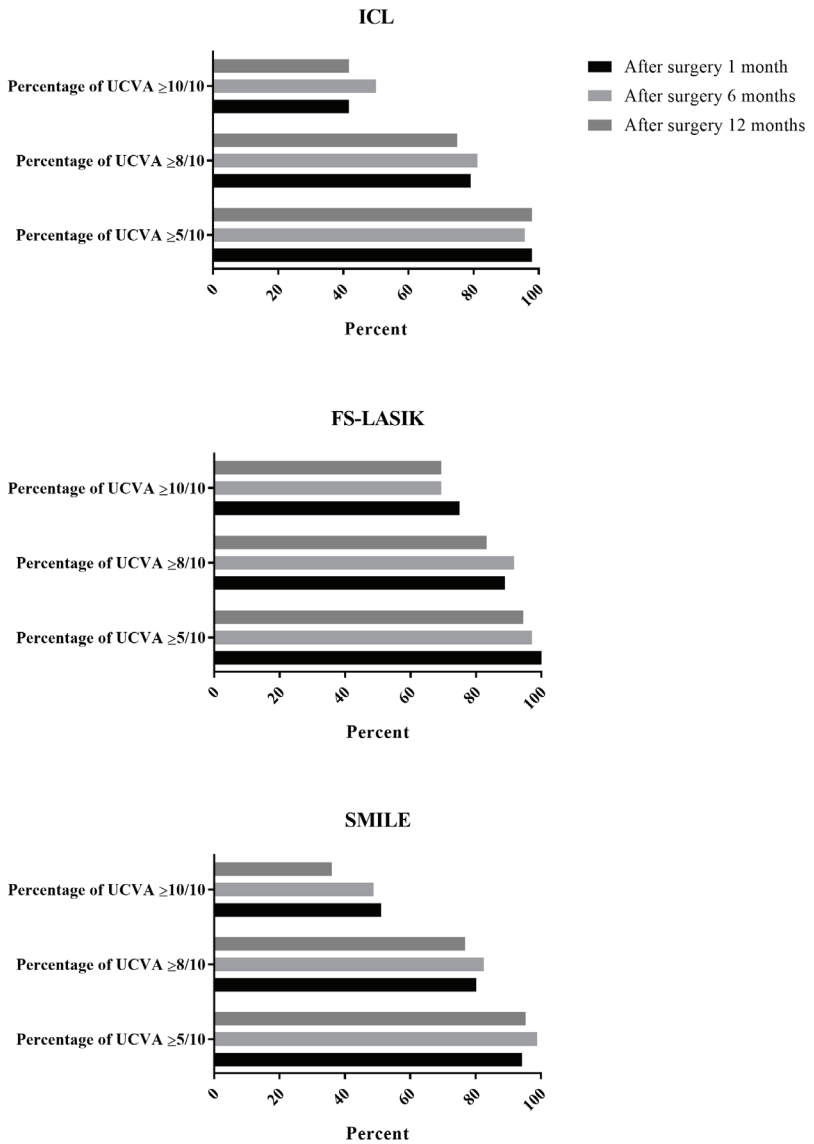 ICL
Percentage of UCVA ≥10/10
Percentage of UCVA ≥8/10
Percentage of UCVA ≥5/10
0 20 40 60 80 100
Percent
After surgery 1 month
After surgery 6 months
After surgery 12 months
FS-LASIK
Percentage of UCVA ≥10/10
Percentage of UCVA ≥8/10
Percentage of UCVA ≥5/10
0 20 40 60 80 100
Percent
SMILE
Percentage of UCVA ≥10/10
Percentage of UCVA ≥8/10
Percentage of UCVA ≥5/10
0 20 40 60 80 100
Percent